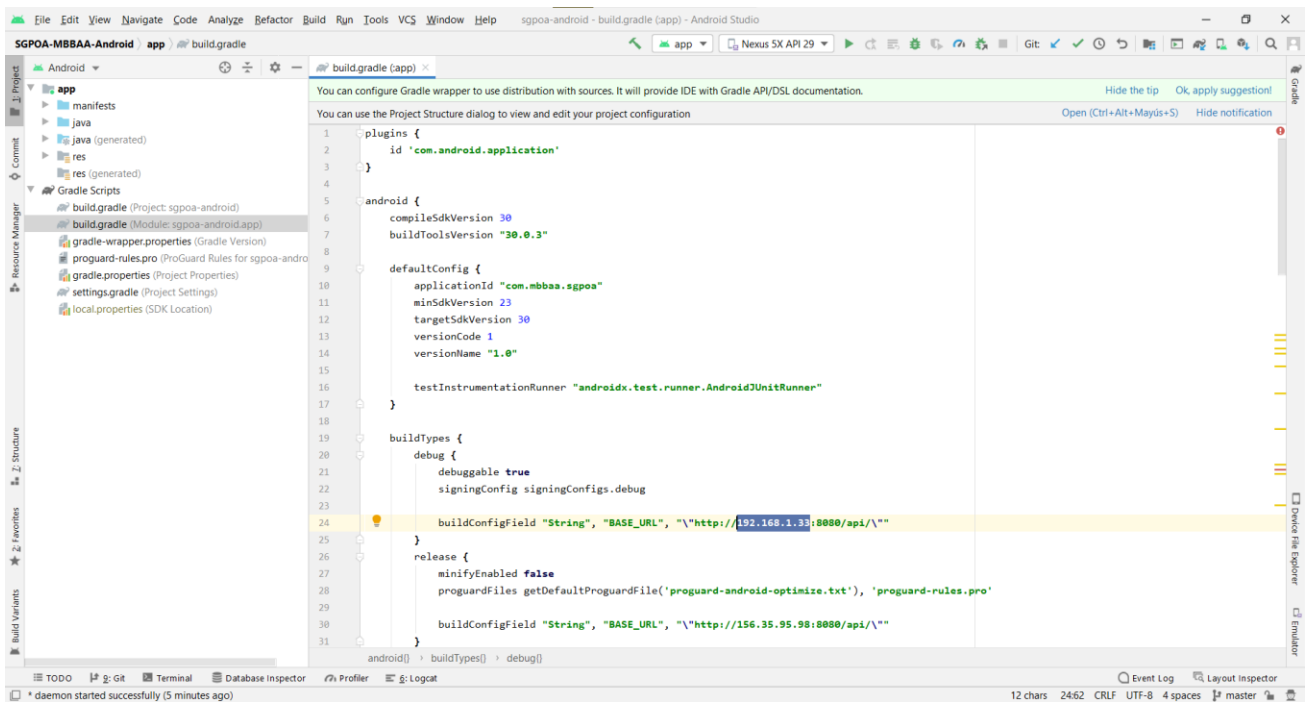 File Edit View Navigate Code Analyze Refactor Build Run Tools VCS Window Help sgpoa-android - build.gradle (:app) - Android Studio
SGPOA-MBBAA-Android app build.gradle
app Nexus 5X API 29 Git:
1: Project
Commit
Resource Manager
Z: Structure
2: Favorites
Build Variants
Android
app
manifests
java
java (generated)
res
res (generated)
Gradle Scripts
build.gradle (Project: sgpoa-android)
build.gradle (Module: sgpoa-android.app)
gradle-wrapper.properties (Gradle Version)
proguard-rules.pro (ProGuard Rules for sgpoa-andro
gradle.properties (Project Properties)
settings.gradle (Project Settings)
local.properties (SDK Location)
build.gradle (:app)
You can configure Gradle wrapper to use distribution with sources. It will provide IDE with Gradle API/DSL documentation. Hide the tip Ok, apply suggestion!
You can use the Project Structure dialog to view and edit your project configuration Open (Ctrl+Alt+Mayús+S) Hide notification
1 plugins {
2 id 'com.android.application'
3 }
4
5 android {
6 compileSdkVersion 30
7 buildToolsVersion "30.0.3"
8
9 defaultConfig {
10 applicationId "com.mbbaa.sgpoa"
11 minSdkVersion 23
12 targetSdkVersion 30
13 versionCode 1
14 versionName "1.0"
15
16 testInstrumentationRunner "androidx.test.runner.AndroidJUnitRunner"
17 }
18
19 buildTypes {
20 debug {
21 debuggable true
22 signingConfig signingConfigs.debug
23
24 buildConfigField "String", "BASE_URL", "\"http://192.168.1.33:8080/api/\""
25 }
26 release {
27 minifyEnabled false
28 proguardFiles getDefaultProguardFile('proguard-android-optimize.txt'), 'proguard-rules.pro'
29
30 buildConfigField "String", "BASE_URL", "\"http://156.35.95.98:8080/api/\""
31 }
android{} buildTypes{} debug{}
Gradle
Device File Explorer
Emulator
TODO 9: Git Terminal Database Inspector Profiler 6: Logcat Event Log Layout Inspector
* daemon started successfully (5 minutes ago) 12 chars 24:62 CRLF UTF-8 4 spaces master